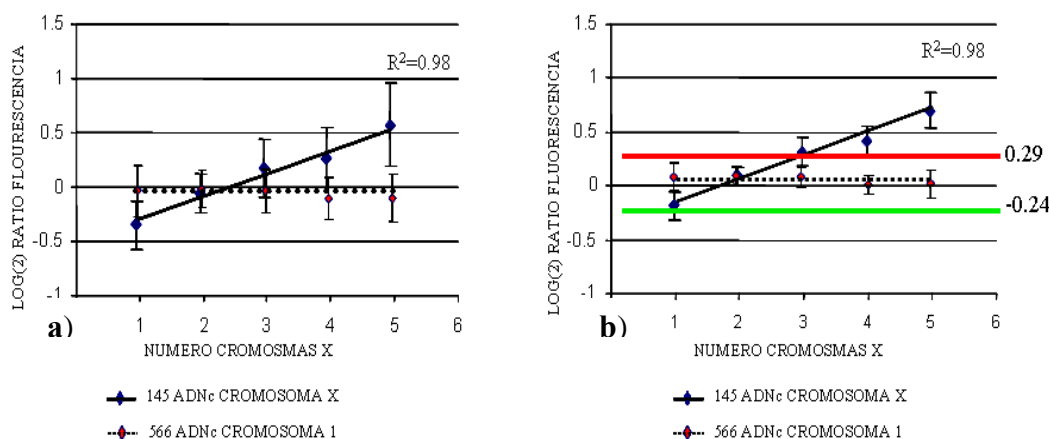 LOG(2) RATIO FLOURESCENCIA
1.5
1
0.5
0
-0.5
-1
R²=0.98
a)
1 2 3 4 5 6
NUMERO CROMOSMAS X
145 ADNc CROMOSOMA X
566 ADNc CROMOSOMA 1
LOG(2) RATIO FLUORESCENCIA
1.5
1
0.5
0
-0.5
-1
R²=0.98
0.29
-0.24
b)
1 2 3 4 5 6
NUMERO CROMOSMAS X
145 ADNc CROMOSOMA X
566 ADNc CROMOSOMA 1